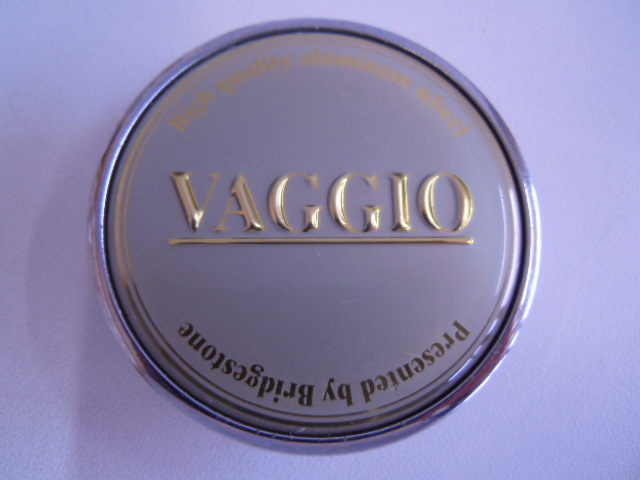 High quality aluminum wheel
VAGGIO
Presented by Bridgestone